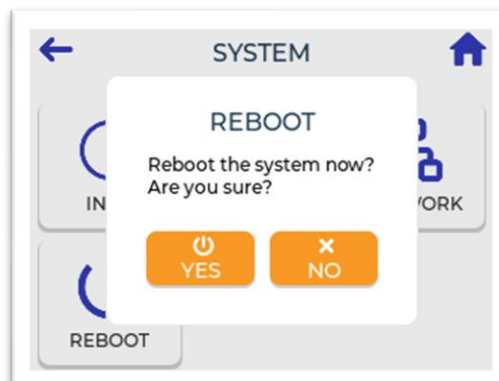 SYSTEM
REBOOT
Reboot the system now?
Are you sure?
YES
NO
REBOOT